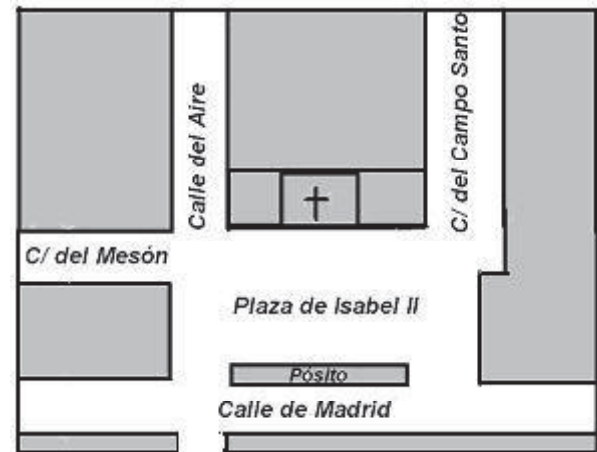 Calle del Aire
C/ del Campo Santo
C/ del Mesón
Plaza de Isabel II
Pósito
Calle de Madrid